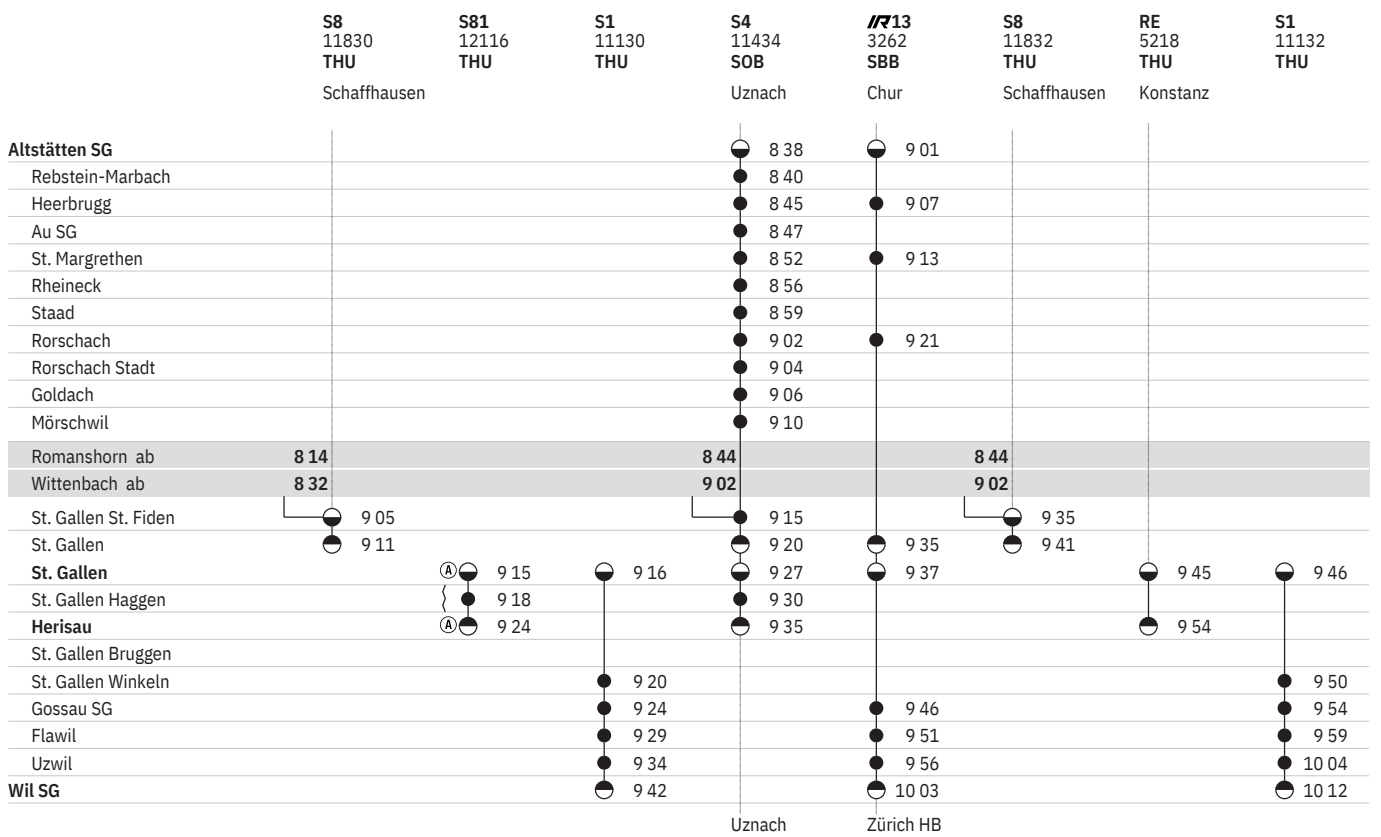 S8 S81 S1 S4 IR13 S8 RE S1
11830 12116 11130 11434 3262 11832 5218 11132
THU THU THU SOB SBB THU THU THU
Schaffhausen Uznach Chur Schaffhausen Konstanz
Altstätten SG 8 38 9 01
Rebstein-Marbach 8 40
Heerbrugg 8 45 9 07
Au SG 8 47
St. Margrethen 8 52 9 13
Rheineck 8 56
Staad 8 59
Rorschach 9 02 9 21
Rorschach Stadt 9 04
Goldach 9 06
Mörschwil 9 10
Romanshorn ab 8 14 8 44 8 44
Wittenbach ab 8 32 9 02 9 02
St. Gallen St. Fiden 9 05 9 15 9 35
St. Gallen 9 11 9 20 9 35 9 41
St. Gallen A 9 15 9 16 9 27 9 37 9 45 9 46
St. Gallen Haggen 9 18 9 30
Herisau A 9 24 9 35 9 54
St. Gallen Bruggen
St. Gallen Winkeln 9 20 9 50
Gossau SG 9 24 9 46 9 54
Flawil 9 29 9 51 9 59
Uzwil 9 34 9 56 10 04
Wil SG 9 42 10 03 10 12
Uznach Zürich HB